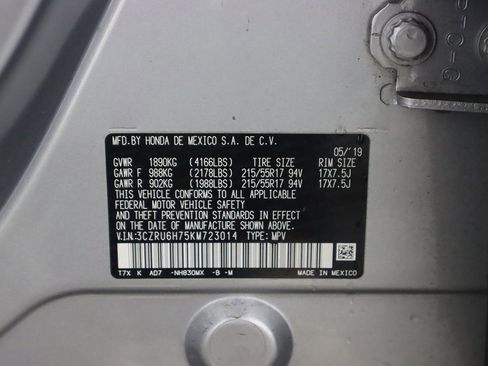 PTO-G
MFD.BY HONDA DE MEXICO S.A. DE C.V.
05/'19
GVWR 1890KG (4166LBS) TIRE SIZE RIM SIZE
GAWR F 988KG (2178LBS) 215/55R17 94V 17X7.5J
GAWR R 902KG (1988LBS) 215/55R17 94V 17X7.5J
THIS VEHICLE CONFORMS TO ALL APPLICABLE
FEDERAL MOTOR VEHICLE SAFETY
AND THEFT PREVENTION STANDARDS IN EFFECT
ON THE DATE OF MANUFACTURE SHOWN ABOVE.
V.I.N:3CZRU6H75KM723014 TYPE: MPV
T7X K AD7 -NH830MX -B -M MADE IN MEXICO